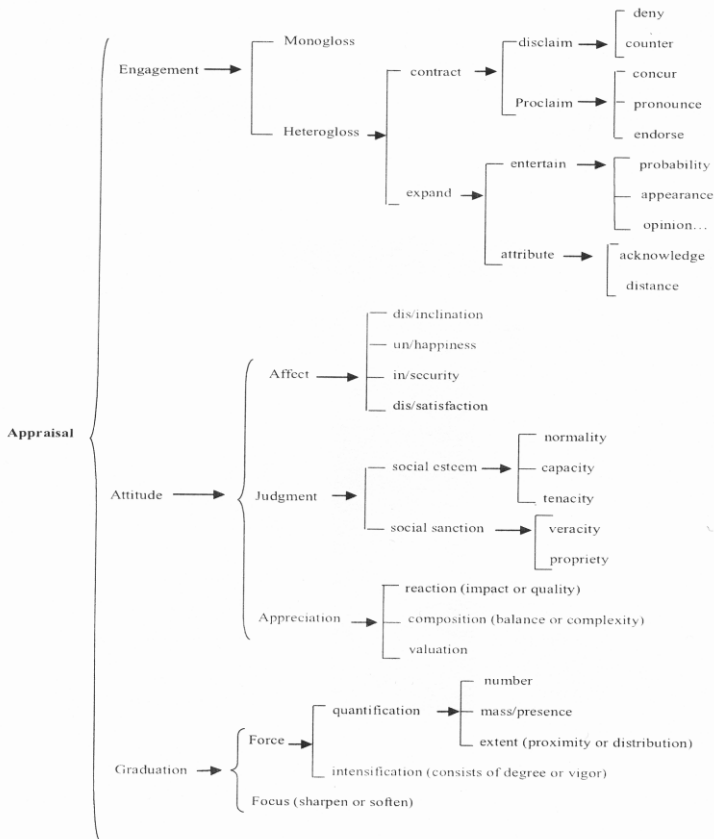 deny
Monogloss
disclaim
counter
Engagement
contract
concur
Proclaim
pronounce
Heterogloss
endorse
entertain
probability
expand
appearance
opinion…
attribute
acknowledge
distance
dis/inclination
un/happiness
Affect
in/security
dis/satisfaction
Appraisal
normality
social esteem
capacity
Attitude
Judgment
tenacity
social sanction
veracity
propriety
reaction (impact or quality)
Appreciation
composition (balance or complexity)
valuation
number
quantification
mass/presence
Force
extent (proximity or distribution)
Graduation
intensification (consists of degree or vigor)
Focus (sharpen or soften)